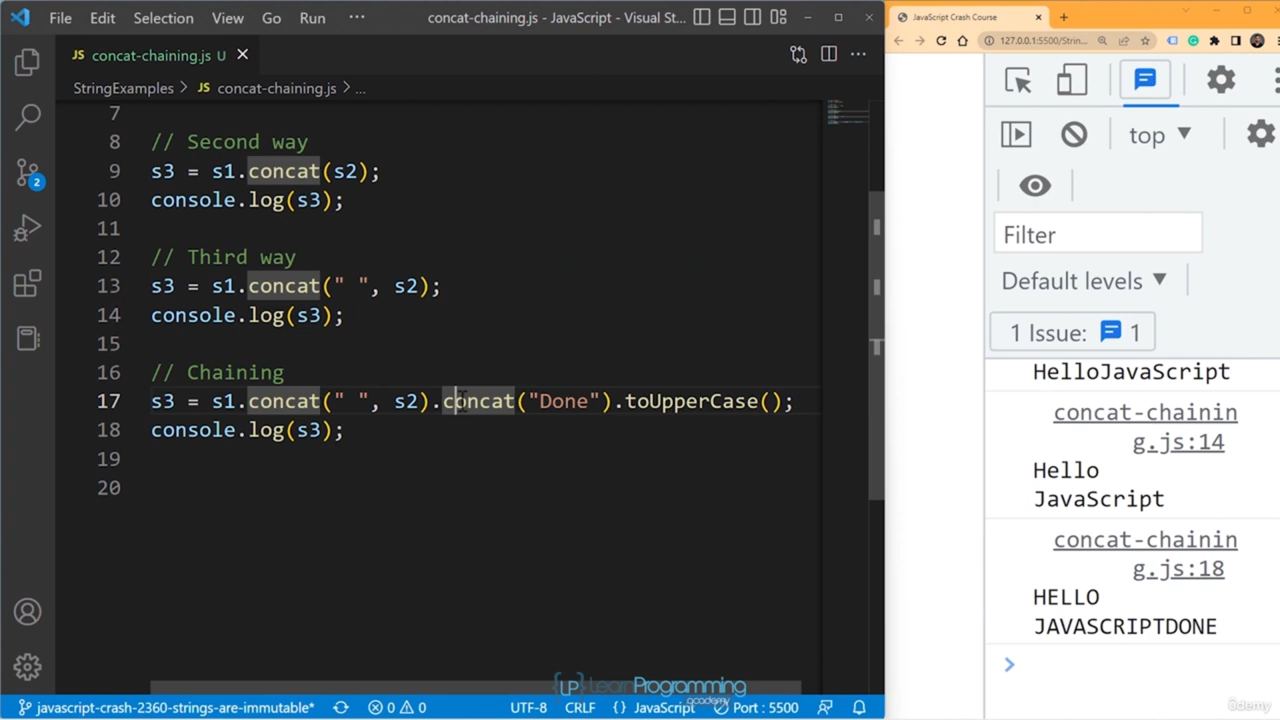 File Edit Selection View Go Run ··· concat-chaining.js - JavaScript - Visual St...
JS concat-chaining.js U
StringExamples > JS concat-chaining.js > ...
7
8 // Second way
9 s3 = s1.concat(s2);
10 console.log(s3);
11
12 // Third way
13 s3 = s1.concat(" ", s2);
14 console.log(s3);
15
16 // Chaining
17 s3 = s1.concat(" ", s2).concat("Done").toUpperCase();
18 console.log(s3);
19
20
2
javascript-crash-2360-strings-are-immutable* 0 0 UTF-8 CRLF {} JavaScript Port : 5500
{LP} LearnProgramming
academy
JavaScript Crash Course
127.0.0.1:5500/Strin...
top
Filter
Default levels
1 Issue: 1
HelloJavaScript
concat-chainin
g.js:14
Hello
JavaScript
concat-chainin
g.js:18
HELLO
JAVASCRIPTDONE
>
ûdemy